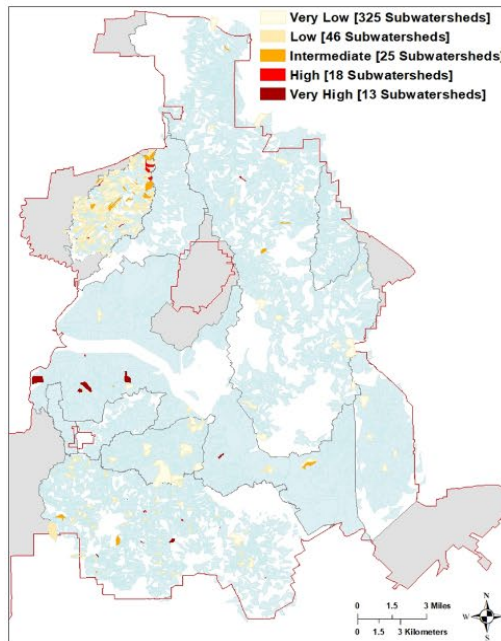 Very Low [325 Subwatersheds]
Low [46 Subwatersheds]
Intermediate [25 Subwatersheds]
High [18 Subwatersheds]
Very High [13 Subwatersheds]
N
W
S
0 1.5 3 Miles
0 1.5 3 Kilometers